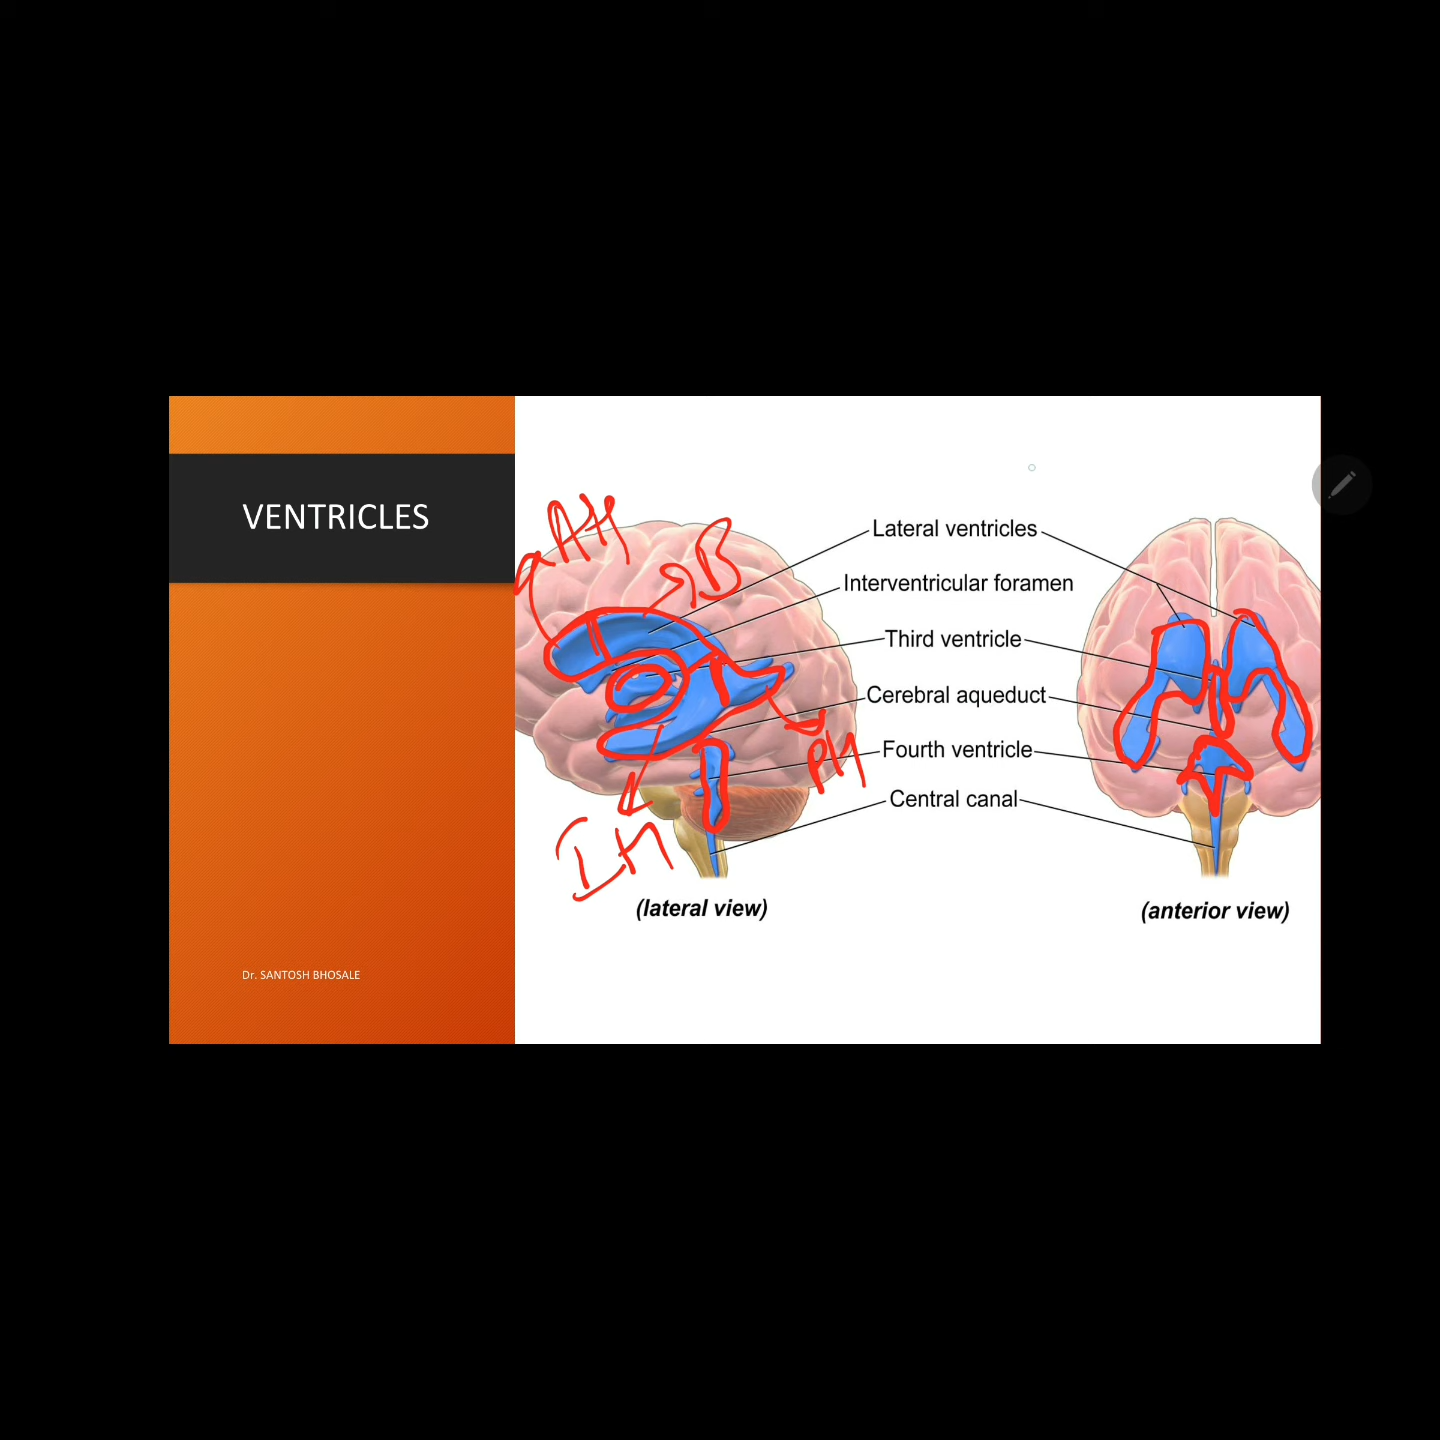 VENTRICLES
Dr. SANTOSH BHOSALE
AH
B
PH
IH
Lateral ventricles
Interventricular foramen
Third ventricle
Cerebral aqueduct
Fourth ventricle
Central canal
(lateral view)
(anterior view)